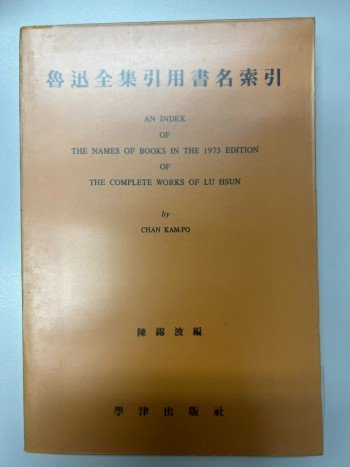 魯迅全集引用書名索引
AN INDEX
OF
THE NAMES OF BOOKS IN THE 1973 EDITION
OF
THE COMPLETE WORKS OF LU HSUN
by
CHAN KAM-PO
陳錦波編
學津出版社